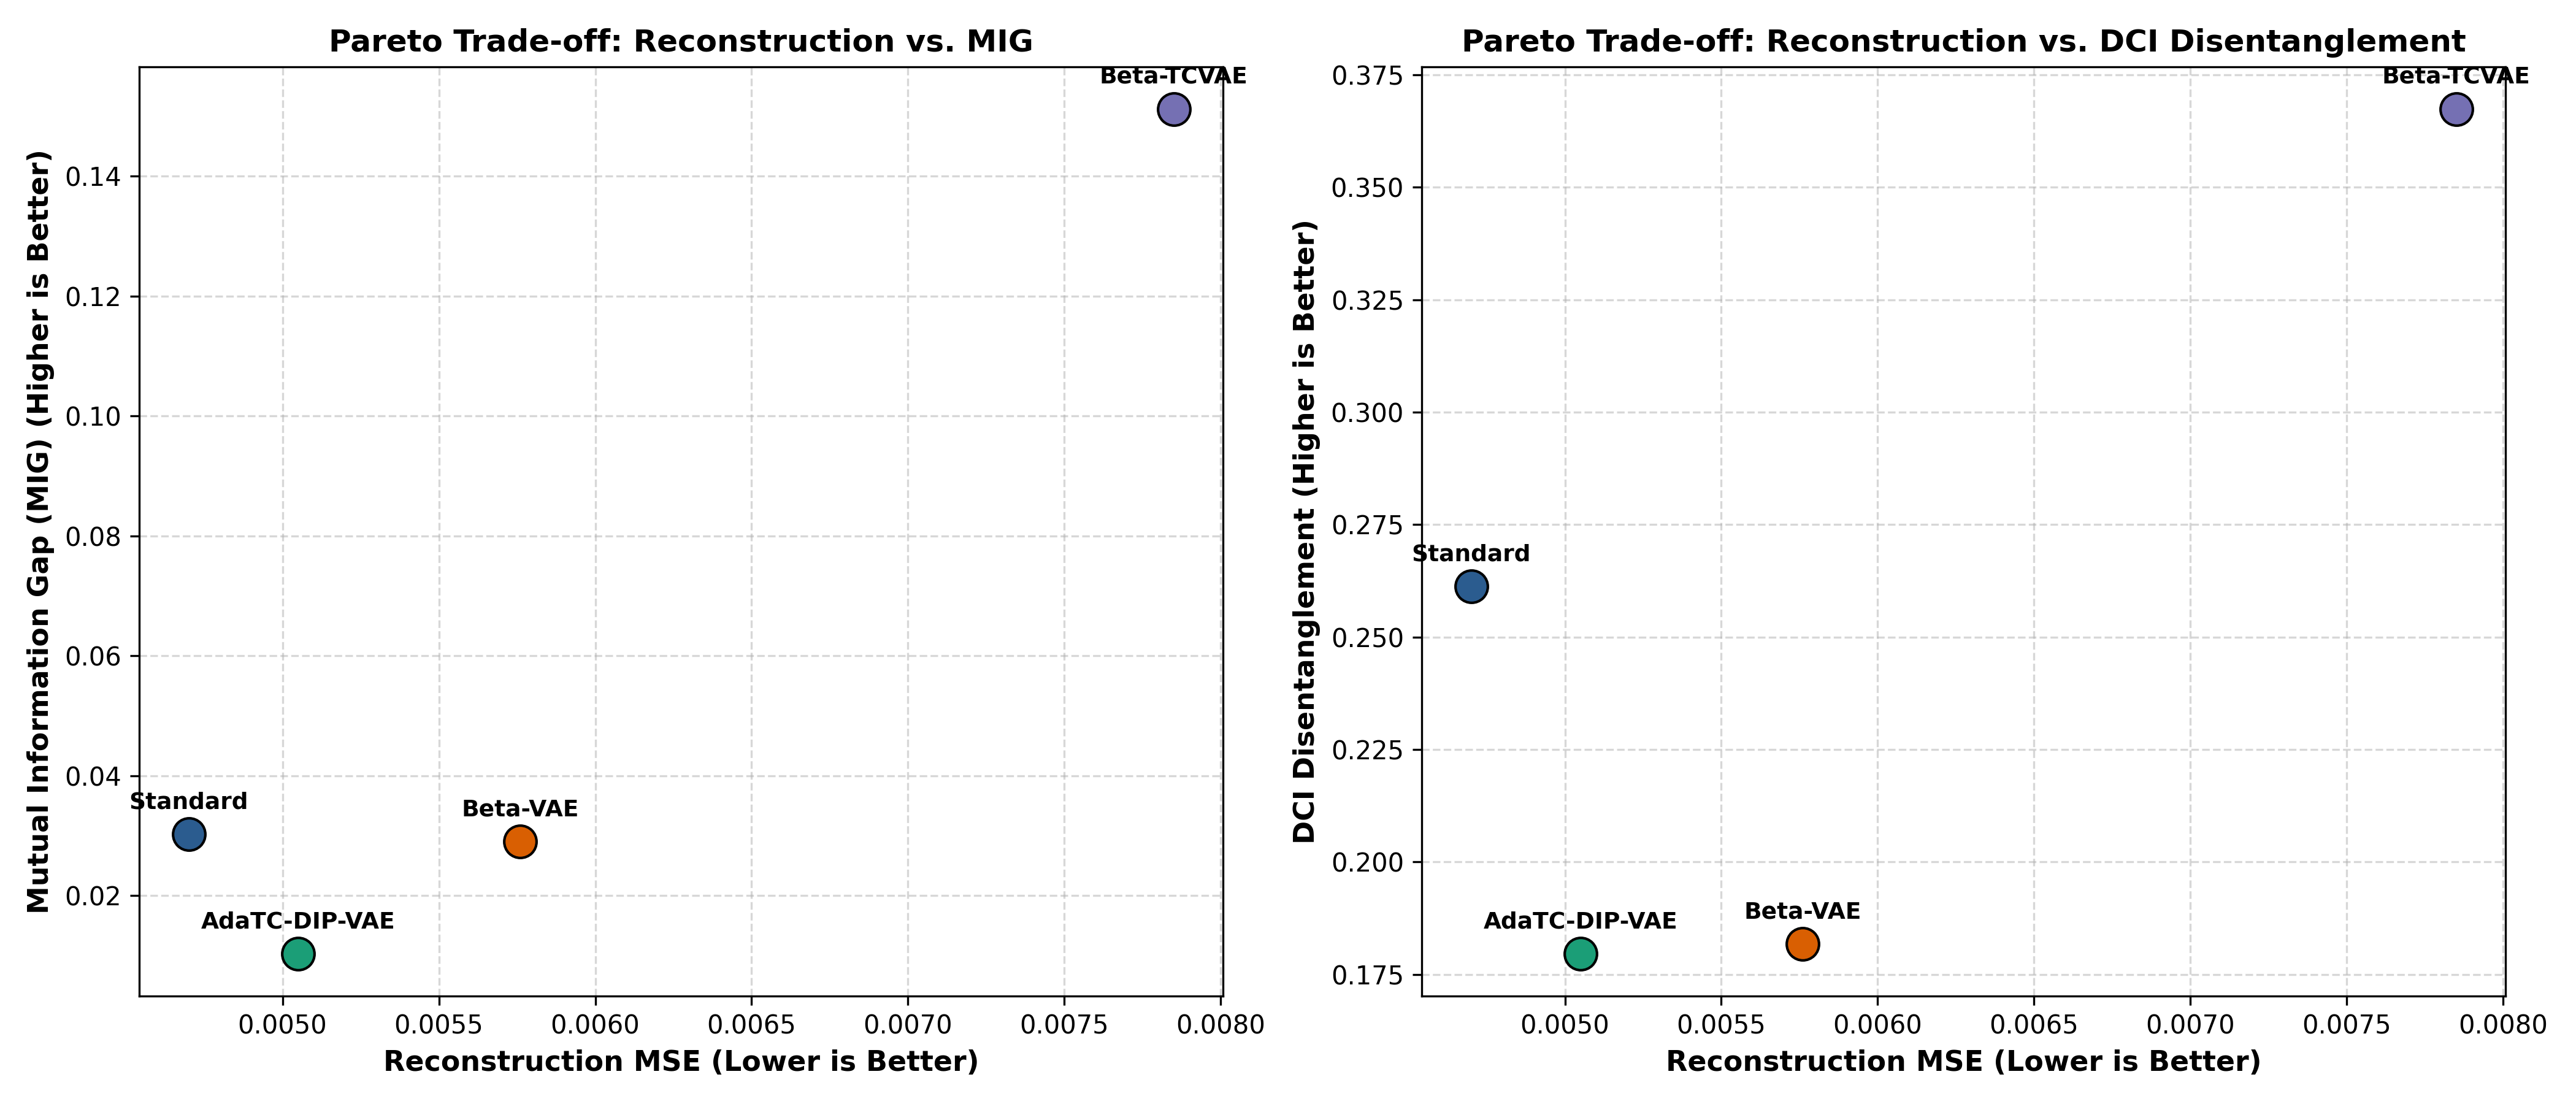 Pareto Trade-off: Reconstruction vs. MIG
Mutual Information Gap (MIG) (Higher is Better)
0.14
0.12
0.10
0.08
0.06
0.04
0.02
Beta-TCVAE
Standard
Beta-VAE
AdaTC-DIP-VAE
0.0050 0.0055 0.0060 0.0065 0.0070 0.0075 0.0080
Reconstruction MSE (Lower is Better)
Pareto Trade-off: Reconstruction vs. DCI Disentanglement
DCI Disentanglement (Higher is Better)
0.375
0.350
0.325
0.300
0.275
0.250
0.225
0.200
0.175
Beta-TCVAE
Standard
Beta-VAE
AdaTC-DIP-VAE
0.0050 0.0055 0.0060 0.0065 0.0070 0.0075 0.0080
Reconstruction MSE (Lower is Better)